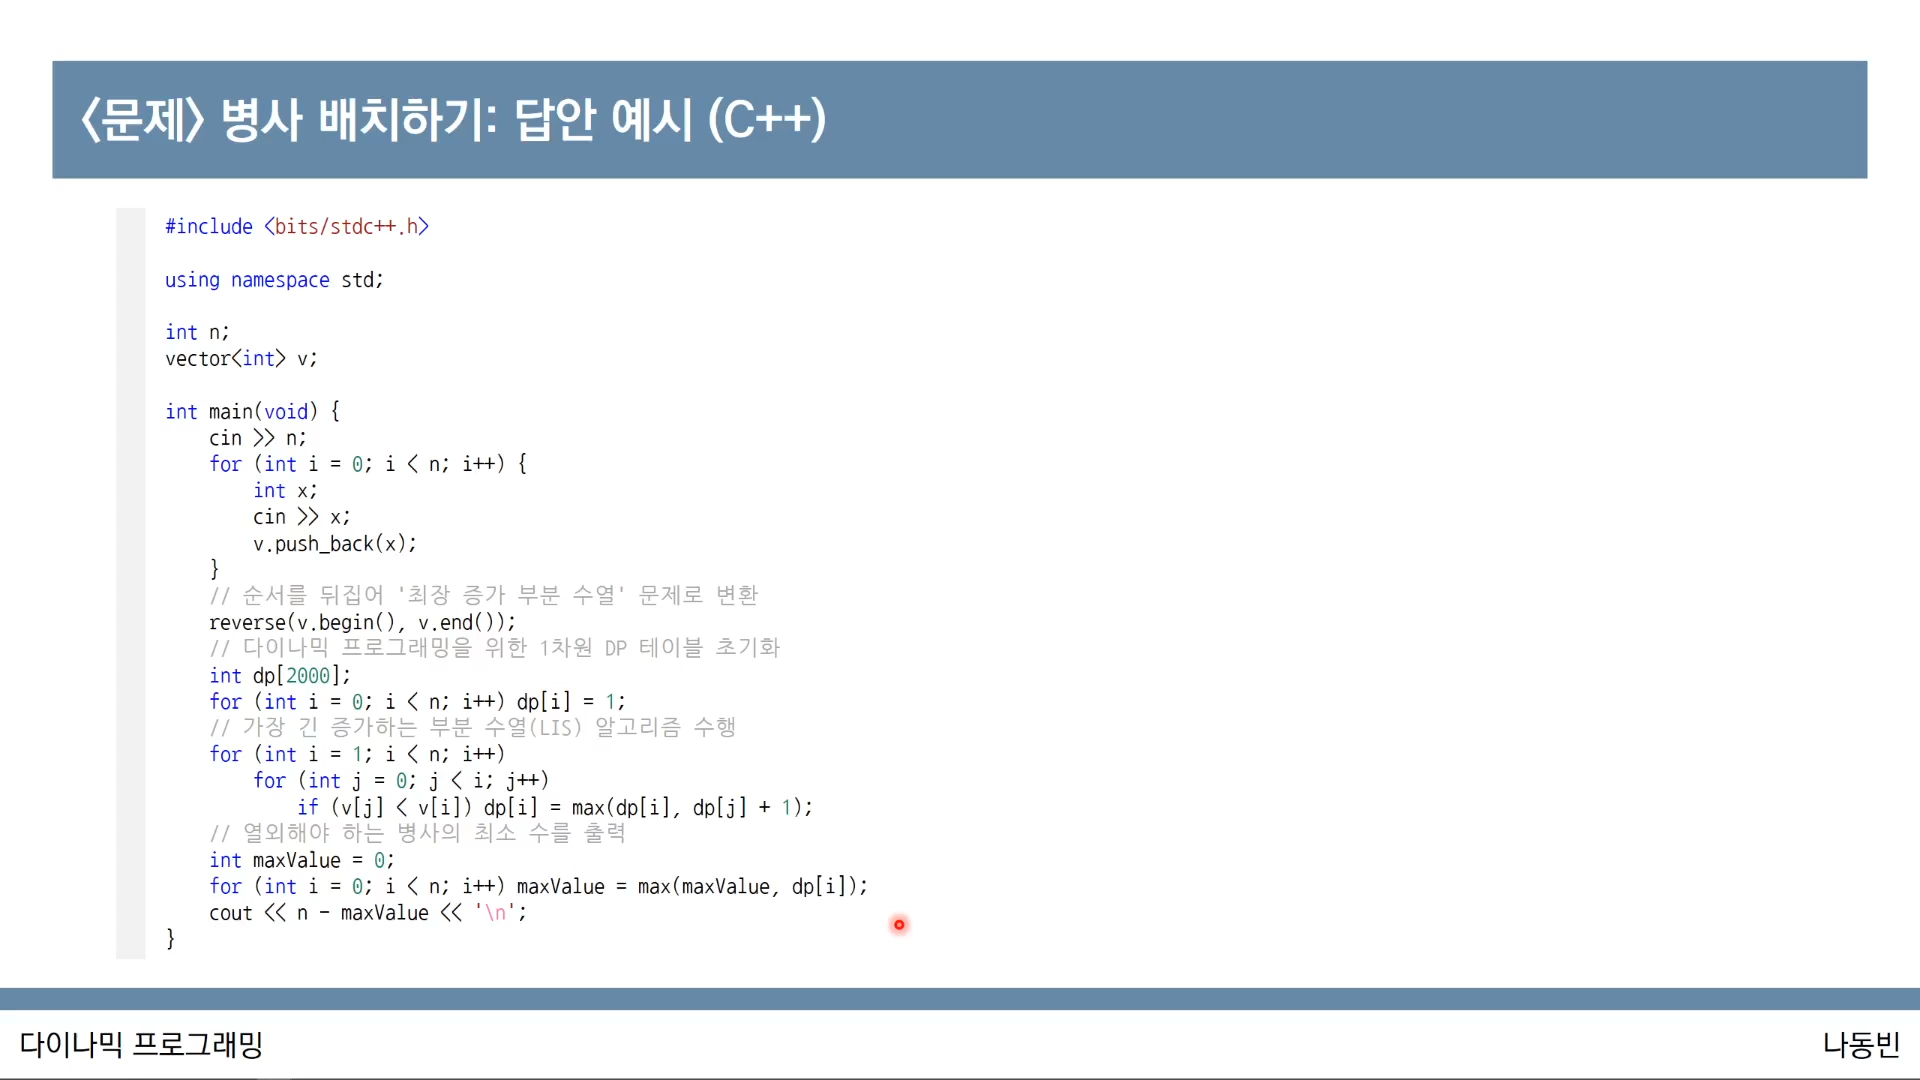 <문제> 병사 배치하기: 답안 예시 (C++)
#include <bits/stdc++.h>
using namespace std;
int n;
vector<int> v;
int main(void) {
    cin >> n;
    for (int i = 0; i < n; i++) {
        int x;
        cin >> x;
        v.push_back(x);
    }
    // 순서를 뒤집어 '최장 증가 부분 수열' 문제로 변환
    reverse(v.begin(), v.end());
    // 다이나믹 프로그래밍을 위한 1차원 DP 테이블 초기화
    int dp[2000];
    for (int i = 0; i < n; i++) dp[i] = 1;
    // 가장 긴 증가하는 부분 수열(LIS) 알고리즘 수행
    for (int i = 1; i < n; i++)
        for (int j = 0; j < i; j++)
            if (v[j] < v[i]) dp[i] = max(dp[i], dp[j] + 1);
    // 열외해야 하는 병사의 최소 수를 출력
    int maxValue = 0;
    for (int i = 0; i < n; i++) maxValue = max(maxValue, dp[i]);
    cout << n - maxValue << '\n';
}
다이나믹 프로그래밍
나동빈